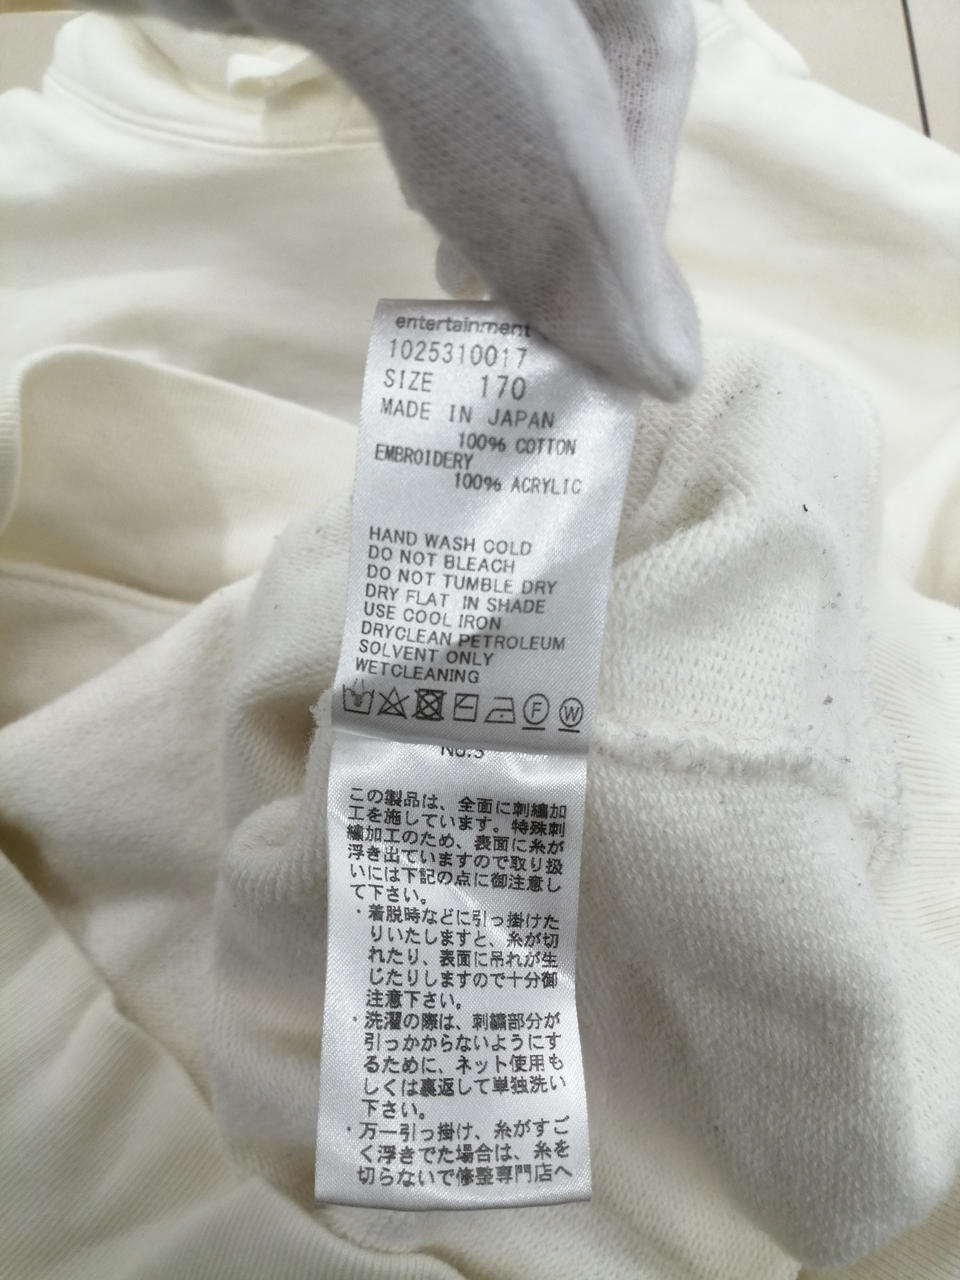 entertainment
1025310017
SIZE 170
MADE IN JAPAN
100% COTTON
EMBROIDERY
100% ACRYLIC
HAND WASH COLD
DO NOT BLEACH
DO NOT TUMBLE DRY
DRY FLAT IN SHADE
USE COOL IRON
DRYCLEAN PETROLEUM
SOLVENT ONLY
WETCLEANING
F W
No.3
この製品は、全面に刺繍加
工を施しています。特殊刺
繍加工のため、表面に糸が
浮き出ていますので取り扱
いには下記の点に御注意し
て下さい。
・着脱時などに引っ掛けた
りいたしますと、糸が切
れたり、表面に吊れが生
じたりしますので十分御
注意下さい。
・洗濯の際は、刺繍部分が
引っかからないようにす
るために、ネット使用も
しくは裏返して単独洗い
下さい。
・万一引っ掛け、糸がすご
く浮きでた場合は、糸を
切らないで修整専門店へ